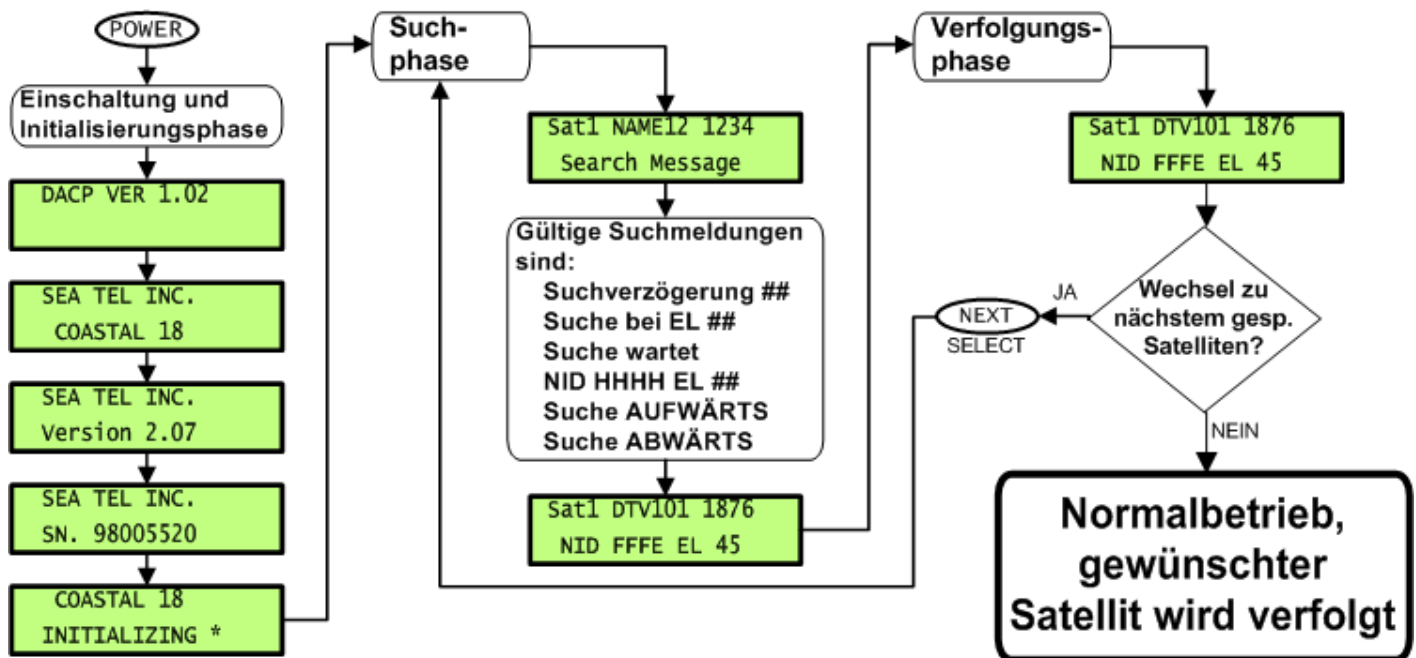 POWER
Einschaltung und
Initialisierungsphase
DACP VER 1.02
SEA TEL INC.
COASTAL 18
SEA TEL INC.
Version 2.07
SEA TEL INC.
SN. 98005520
COASTAL 18
INITIALIZING *
Such-
phase
Sat1 NAME12 1234
Search Message
Gültige Suchmeldungen
sind:
Suchverzögerung ##
Suche bei EL ##
Suche wartet
NID HHHH EL ##
Suche AUFWÄRTS
Suche ABWÄRTS
Sat1 DTV101 1876
NID FFFE EL 45
Verfolgungs-
phase
Sat1 DTV101 1876
NID FFFE EL 45
Wechsel zu
nächstem gesp.
Satelliten?
JA
NEXT
SELECT
NEIN
Normalbetrieb,
gewünschter
Satellit wird verfolgt